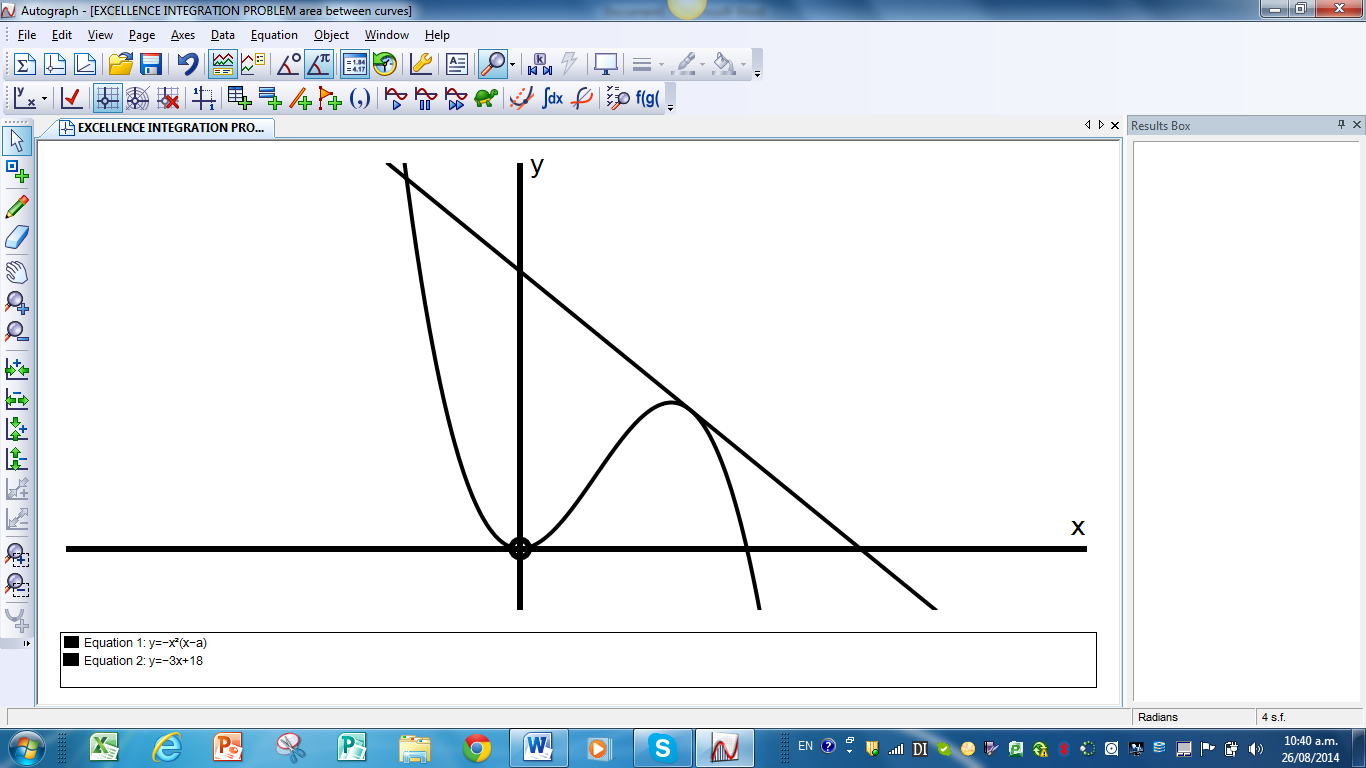 Autograph - [EXCELLENCE INTEGRATION PROBLEM area between curves]
File Edit View Page Axes Data Equation Object Window Help
EXCELLENCE INTEGRATION PRO...
Results Box
y
x
Equation 1: y=−x²(x−a)
Equation 2: y=−3x+18
Radians 4 s.f.
EN
10:40 a.m.
26/08/2014